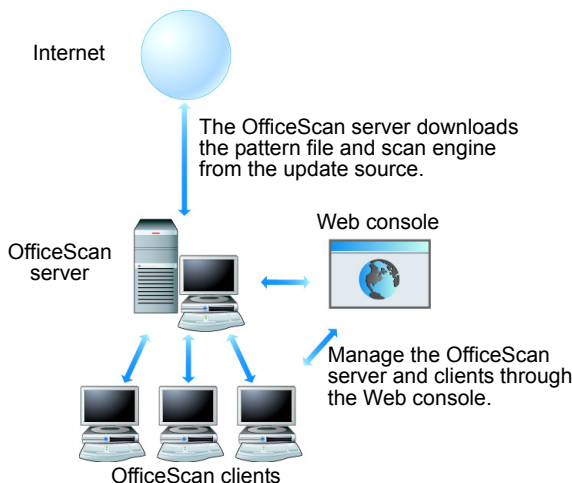 Internet
The OfficeScan server downloads
the pattern file and scan engine
from the update source.
Web console
OfficeScan
server
Manage the OfficeScan
server and clients through
the Web console.
OfficeScan clients